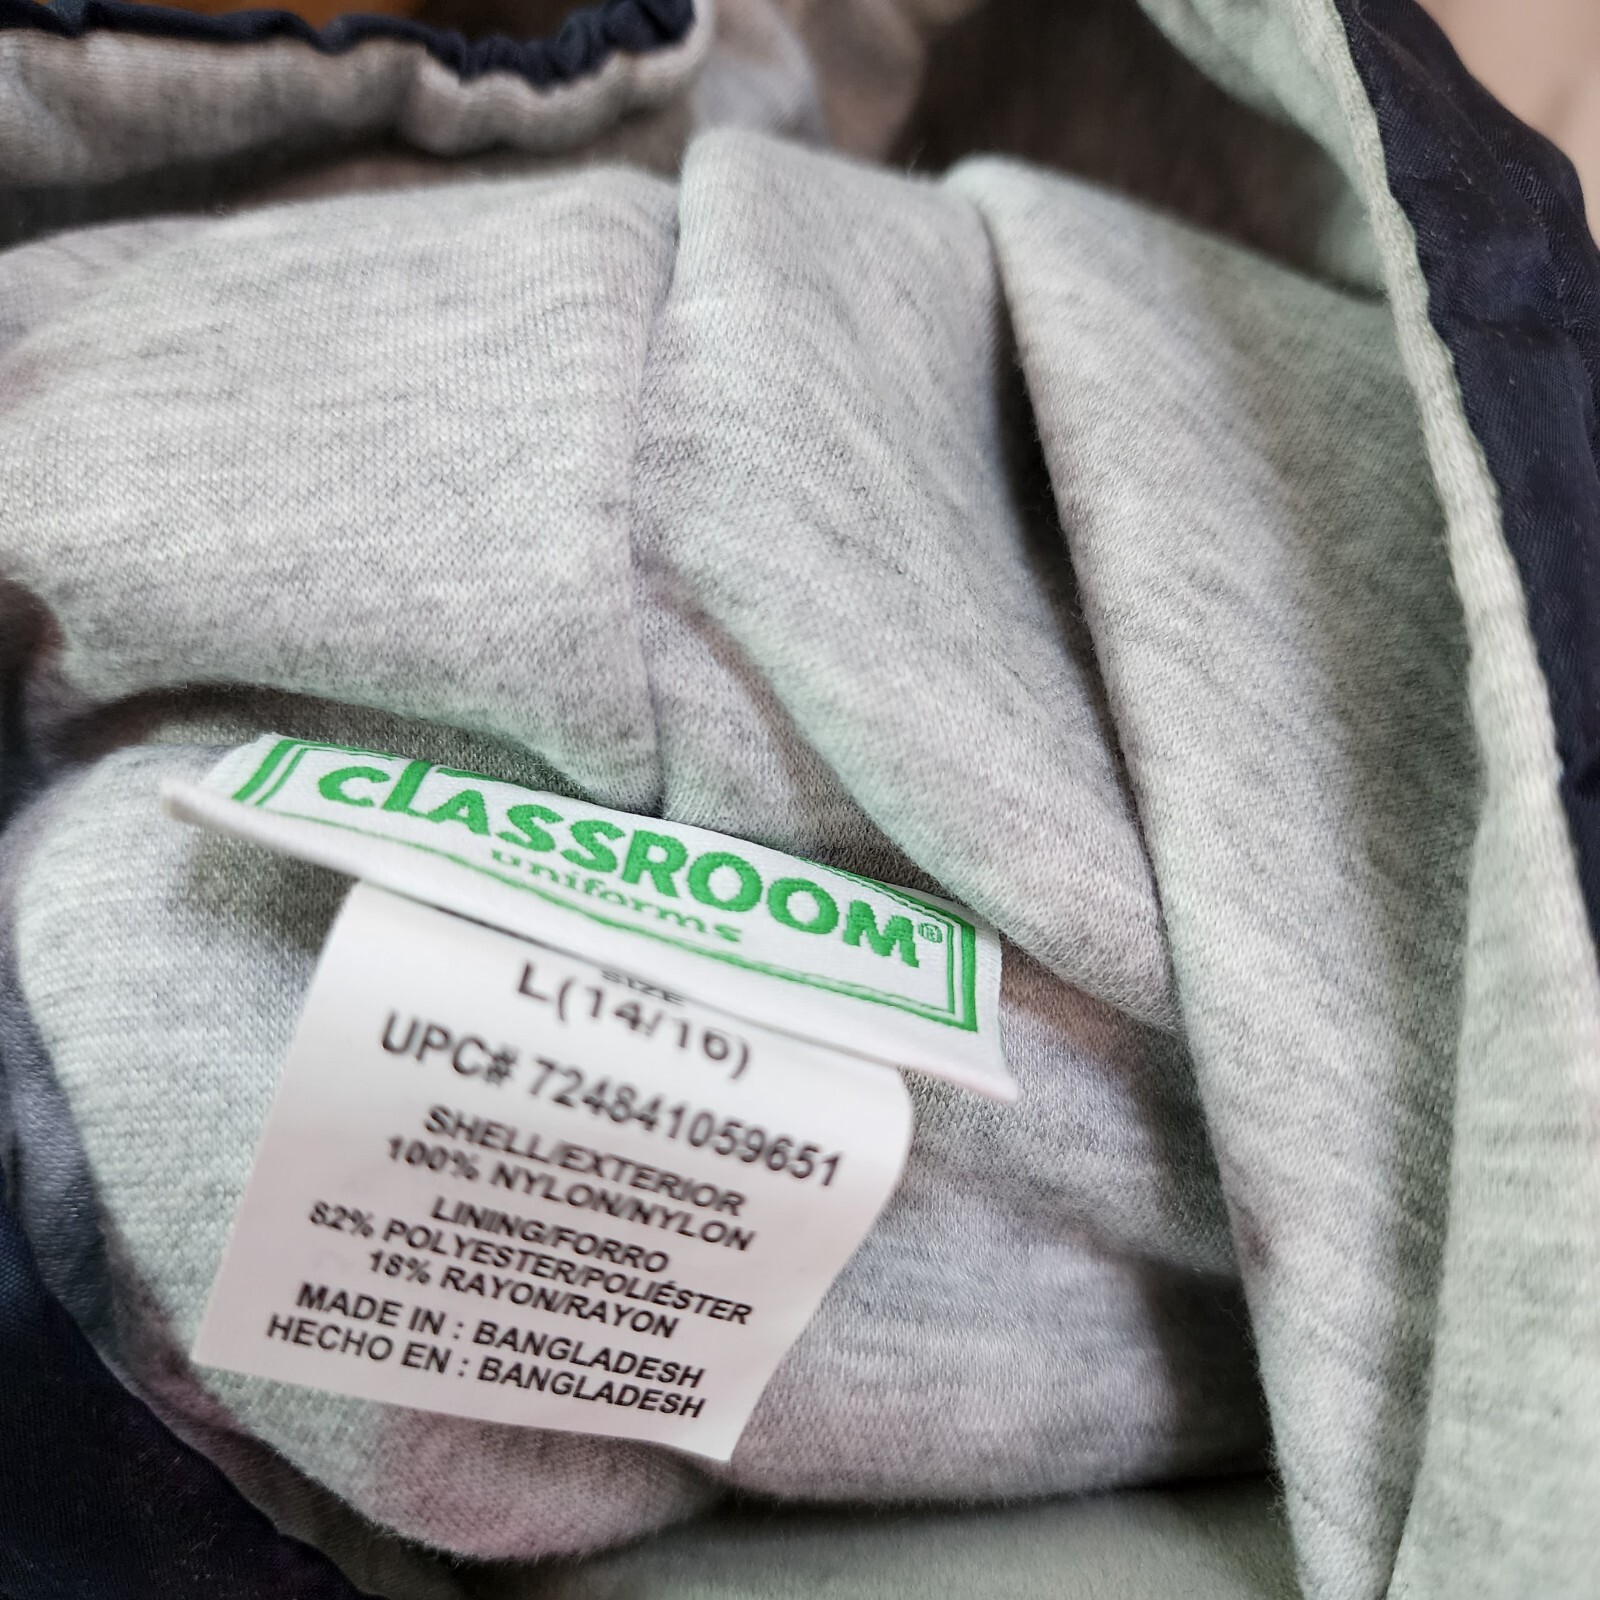 CLASSROOM®
uniforms
SIZE
L(14/16)
UPC# 724841059651
SHELL/EXTERIOR
100% NYLON/NYLON
LINING/FORRO
82% POLYESTER/POLIÉSTER
18% RAYON/RAYON
MADE IN : BANGLADESH
HECHO EN : BANGLADESH